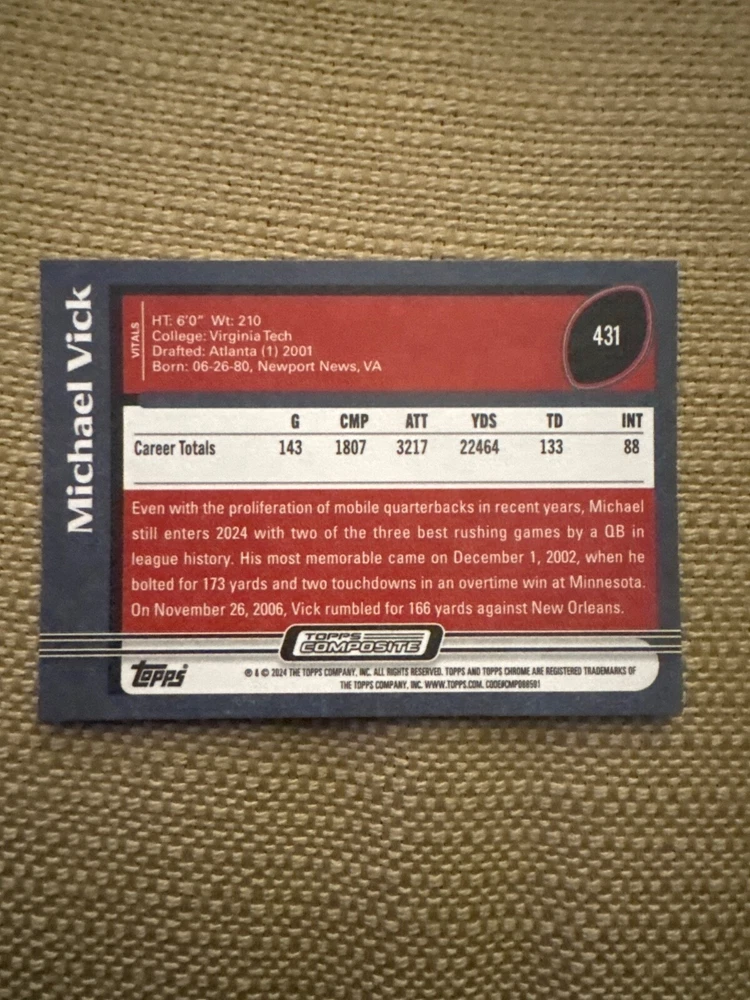 Michael Vick
VITALS
HT: 6'0" Wt: 210
College: Virginia Tech
Drafted: Atlanta (1) 2001
Born: 06-26-80, Newport News, VA
431
G CMP ATT YDS TD INT
Career Totals 143 1807 3217 22464 133 88
Even with the proliferation of mobile quarterbacks in recent years, Michael
still enters 2024 with two of the three best rushing games by a QB in
league history. His most memorable came on December 1, 2002, when he
bolted for 173 yards and two touchdowns in an overtime win at Minnesota.
On November 26, 2006, Vick rumbled for 166 yards against New Orleans.
TOPPS
COMPOSITE
Topps
® & © 2024 THE TOPPS COMPANY, INC. ALL RIGHTS RESERVED. TOPPS AND TOPPS CHROME ARE REGISTERED TRADEMARKS OF
THE TOPPS COMPANY, INC. WWW.TOPPS.COM.